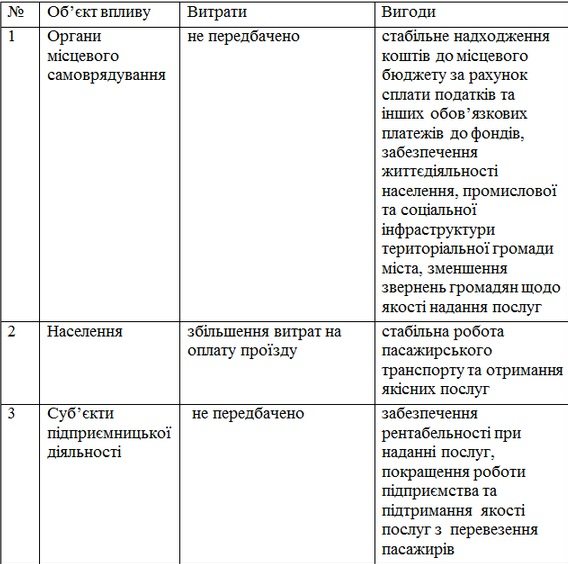 № Об’єкт впливу Витрати Вигоди
1 Органи місцевого самоврядування не передбачено стабільне надходження
коштів до місцевого
бюджету за рахунок
сплати податків та
інших обов’язкових
платежів до фондів,
забезпечення
життєдіяльності
населення, промислової
та соціальної
інфраструктури
територіальної громади
міста, зменшення
звернень громадян щодо
якості надання послуг
2 Населення збільшення витрат на
оплату проїзду
стабільна робота
пасажирського
транспорту та отримання
якісних послуг
3 Суб’єкти
підприємницької
діяльності
не передбачено
забезпечення
рентабельності при
наданні послуг,
покращення роботи
підприємства та
підтримання якості
послуг з перевезення
пасажирів